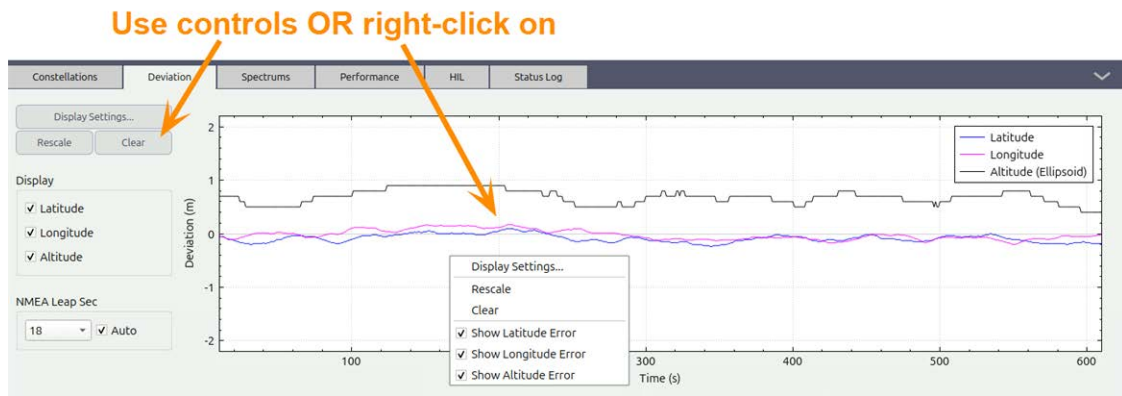 Use controls OR right-click on
Constellations Deviation Spectrums Performance HIL Status Log
Display Settings...
Rescale Clear
Display
Latitude
Longitude
Altitude
NMEA Leap Sec
18 Auto
Deviation (m)
2
1
0
-1
-2
Latitude
Longitude
Altitude (Ellipsoid)
Display Settings...
Rescale
Clear
Show Latitude Error
Show Longitude Error
Show Altitude Error
100 300 400 500 600
Time (s)